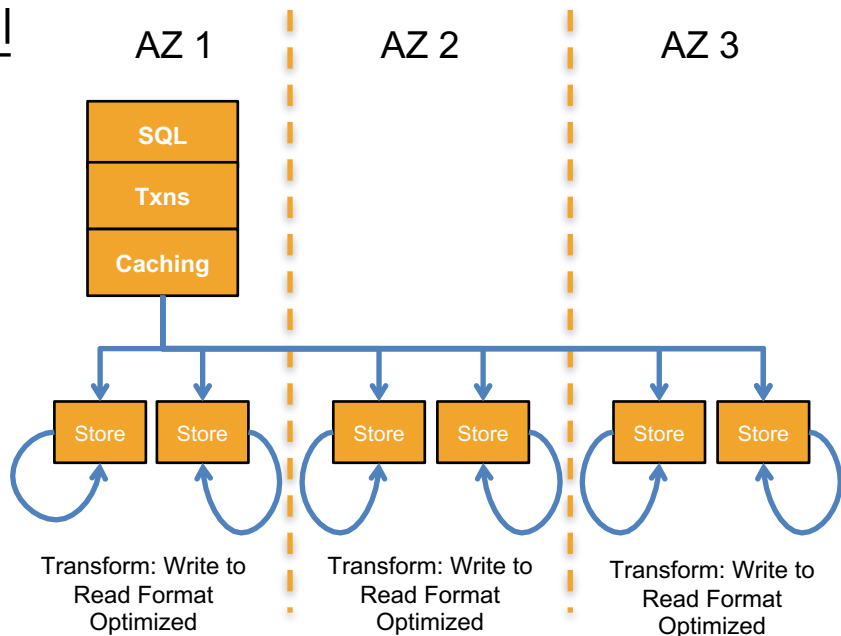 AZ 1
AZ 2
AZ 3
SQL
Txns
Caching
Store
Store
Store
Store
Store
Store
Transform: Write to
Read Format
Optimized
Transform: Write to
Read Format
Optimized
Transform: Write to
Read Format
Optimized